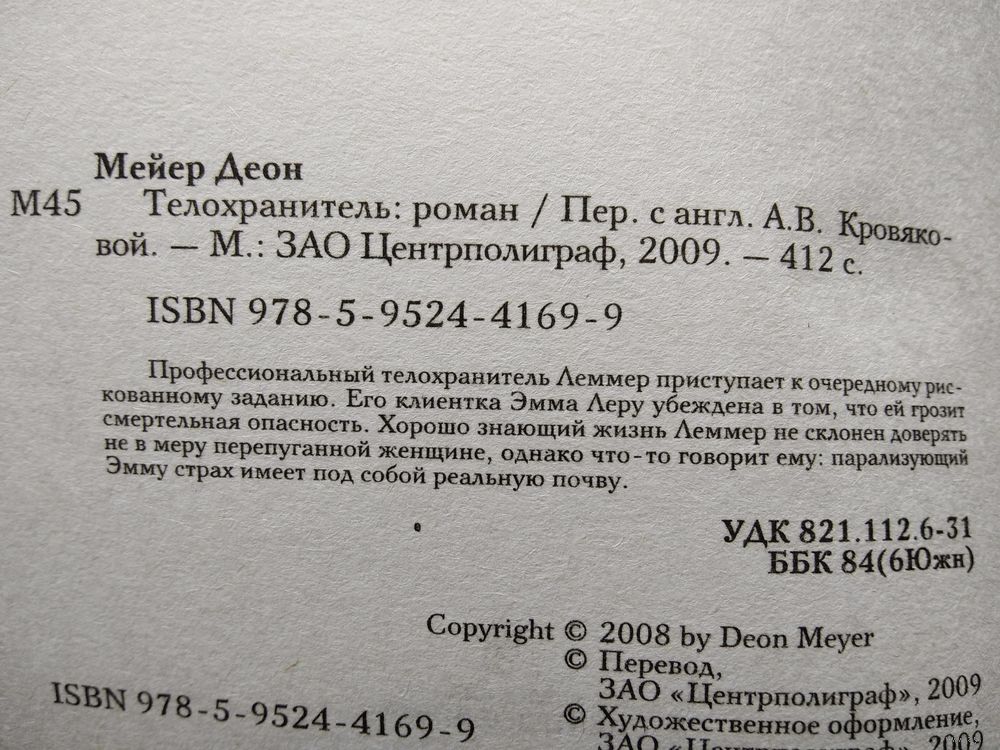 Мейер Деон
М45 Телохранитель: роман / Пер. с англ. А.В. Кровяко-
вой. — М.: ЗАО Центрполиграф, 2009. — 412 с.
ISBN 978-5-9524-4169-9
Профессиональный телохранитель Леммер приступает к очередному рис-
кованному заданию. Его клиентка Эмма Леру убеждена в том, что ей грозит
смертельная опасность. Хорошо знающий жизнь Леммер не склонен доверять
не в меру перепуганной женщине, однако что-то говорит ему: парализующий
Эмму страх имеет под собой реальную почву.
УДК 821.112.6-31
ББК 84(6Южн)
Copyright © 2008 by Deon Meyer
© Перевод,
ЗАО «Центрполиграф», 2009
© Художественное оформление,
ЗАО «Центрполиграф», 2009
ISBN 978-5-9524-4169-9